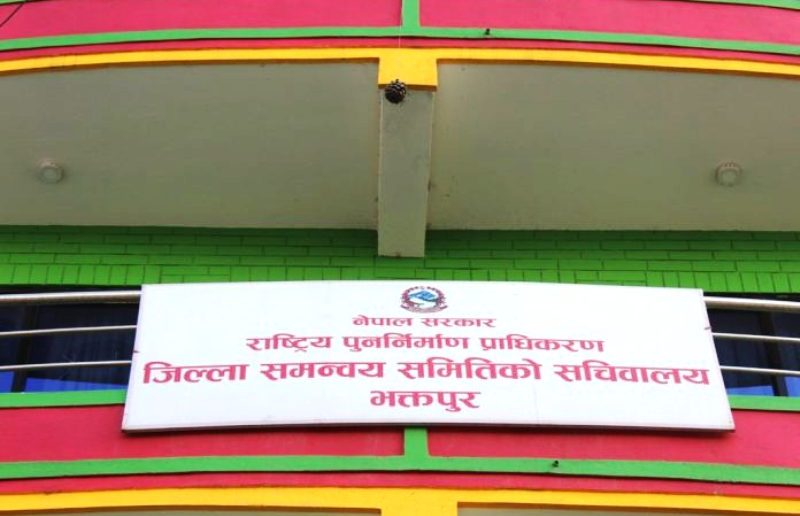 नेपाल सरकार
राष्ट्रिय पुनर्निर्माण प्राधिकरण
जिल्ला समन्वय समितिको सचिवालय
भक्तपुर